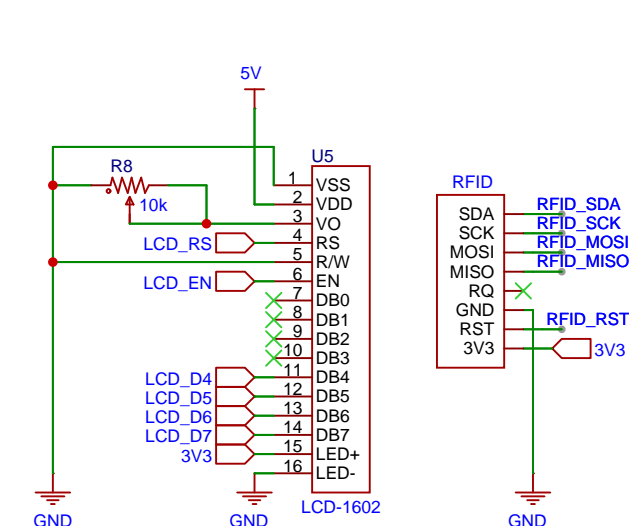 5V
U5
R8
10k
1 VSS
2 VDD
3 VO
LCD_RS 4 RS
5 R/W
LCD_EN 6 EN
7 DB0
8 DB1
9 DB2
10 DB3
LCD_D4 11 DB4
LCD_D5 12 DB5
LCD_D6 13 DB6
LCD_D7 14 DB7
3V3 15 LED+
16 LED-
LCD-1602
GND
GND
RFID
SDA RFID_SDA
SCK RFID_SCK
MOSI RFID_MOSI
MISO RFID_MISO
RQ
GND
RST RFID_RST
3V3 3V3
GND